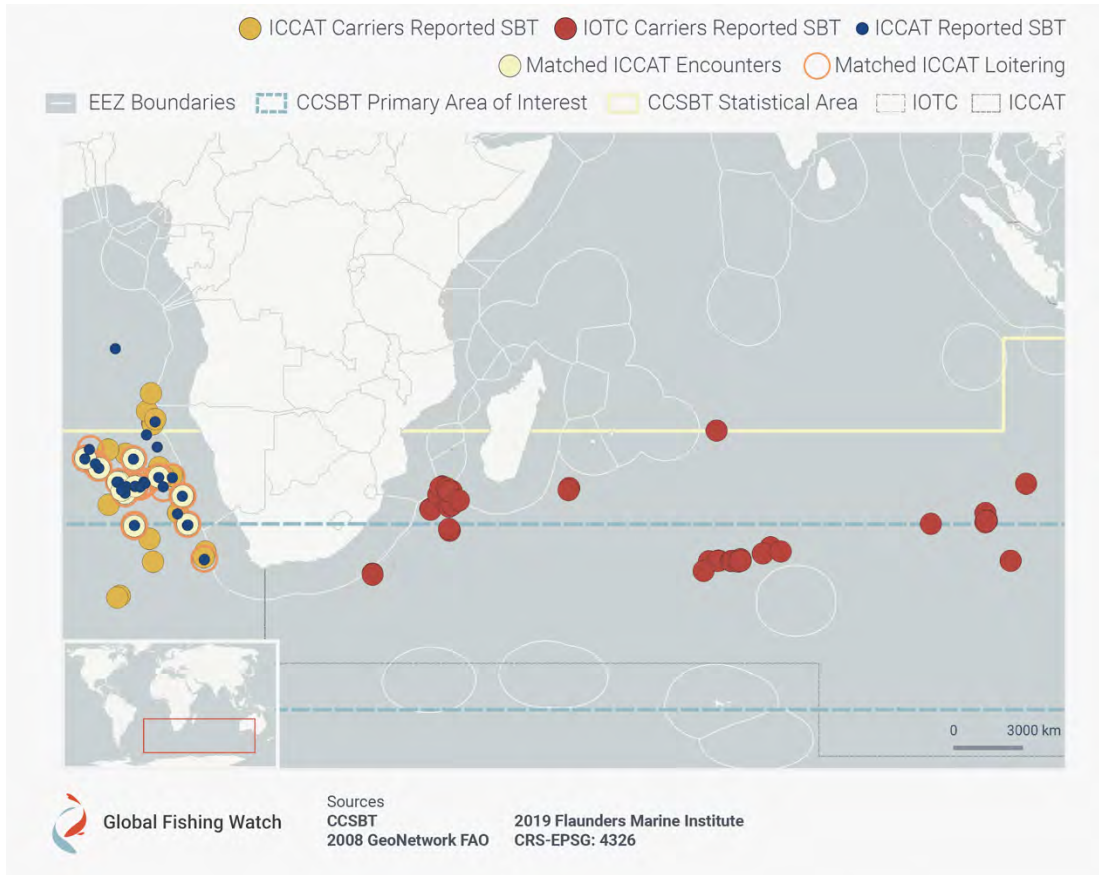 ICCAT Carriers Reported SBT IOTC Carriers Reported SBT ICCAT Reported SBT
Matched ICCAT Encounters Matched ICCAT Loitering
EEZ Boundaries CCSBT Primary Area of Interest CCSBT Statistical Area IOTC ICCAT
0 3000 km
Global Fishing Watch
Sources
CCSBT 2019 Flaunders Marine Institute
2008 GeoNetwork FAO CRS-EPSG: 4326